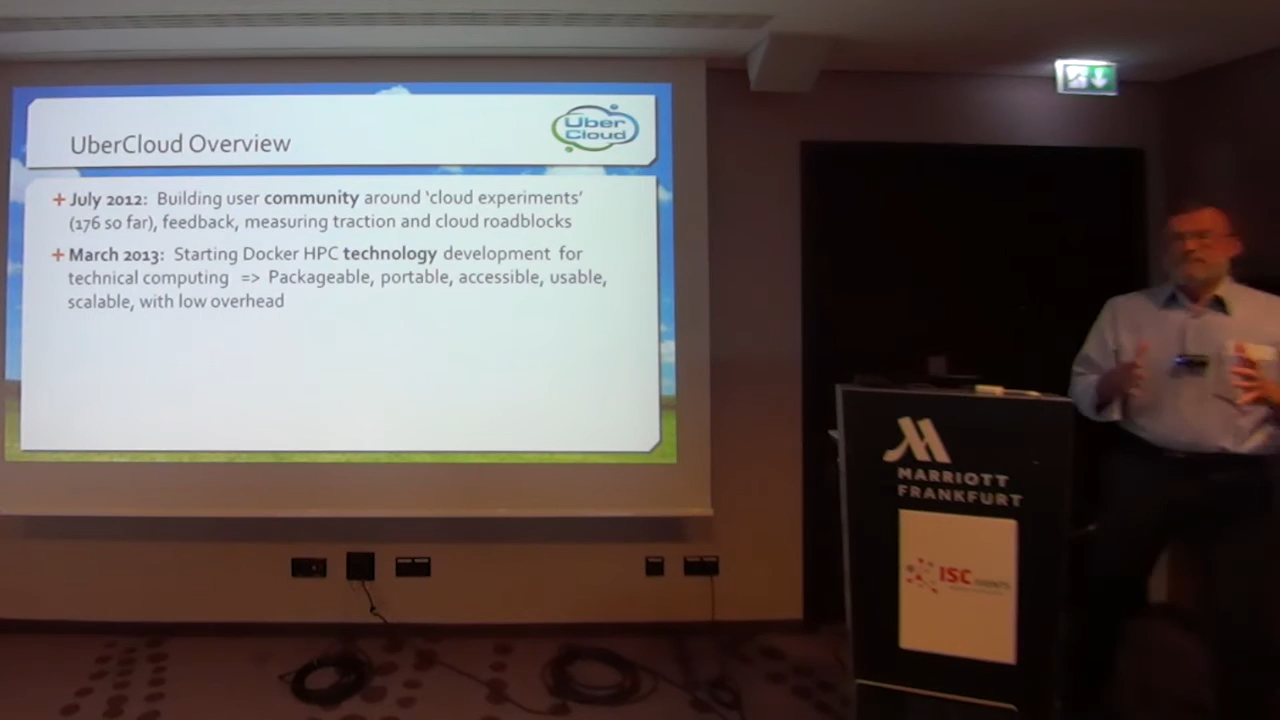 UberCloud Overview
Uber
Cloud
+ July 2012: Building user community around ‘cloud experiments’
(176 so far), feedback, measuring traction and cloud roadblocks
+ March 2013: Starting Docker HPC technology development for
technical computing => Packageable, portable, accessible, usable,
scalable, with low overhead
MARRIOTT
FRANKFURT
ISC